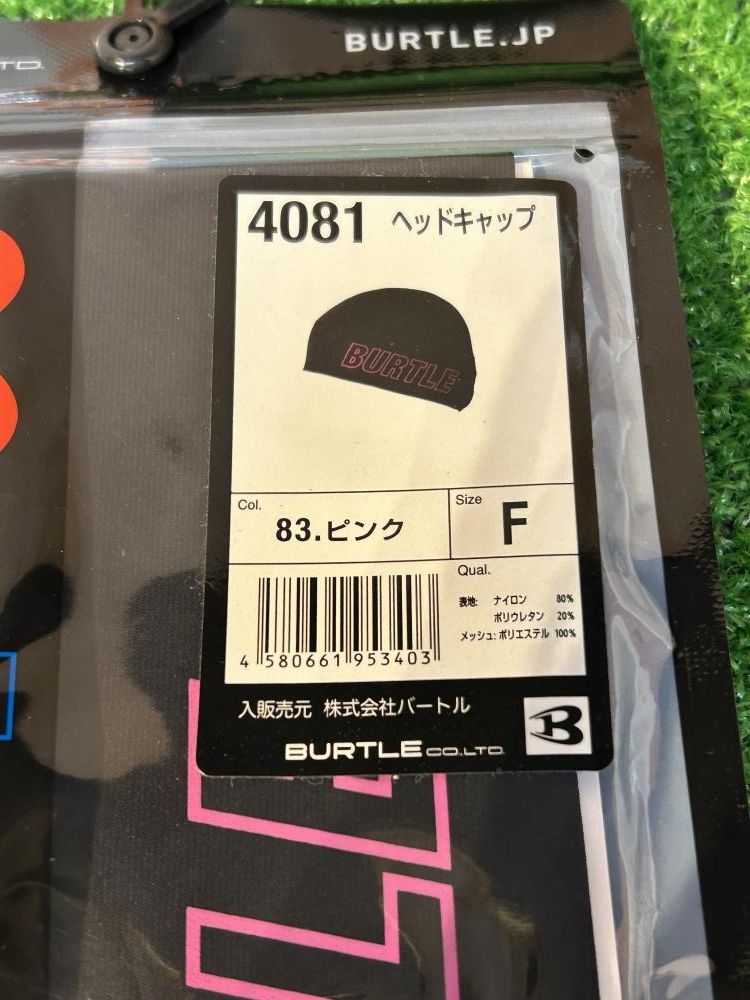 BURTLE.JP
TD.
4081 ヘッドキャップ
BURTLE
Col.
83.ピンク
Size
F
Qual.
表地: ナイロン 80%
ポリウレタン 20%
メッシュ: ポリエステル 100%
4 580661 953403
入販売元 株式会社バートル
BURTLE CO.,LTD.